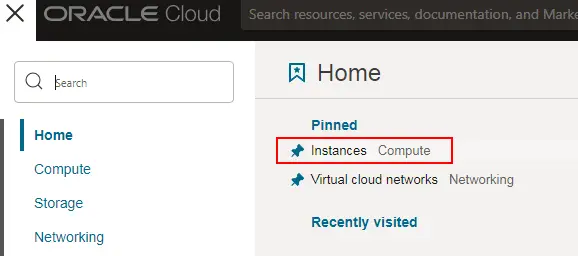 ORACLE Cloud
Search resources, services, documentation, and Mar
Search
Home
Compute
Storage
Networking
Home
Pinned
Instances Compute
Virtual cloud networks Networking
Recently visited